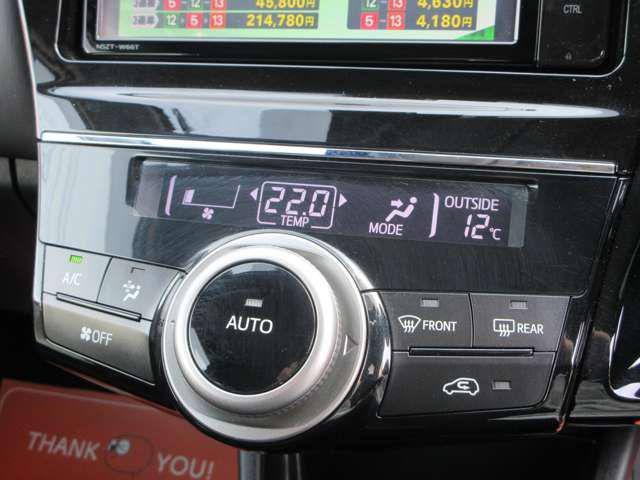 5-13 45,800円 12-13 4,630円
5-13 214,780円 5-13 4,180円
NSZT-W66T
CTRL
22.0
TEMP
MODE
OUTSIDE
12℃
A/C
OFF
AUTO
FRONT
REAR
THANK YOU!